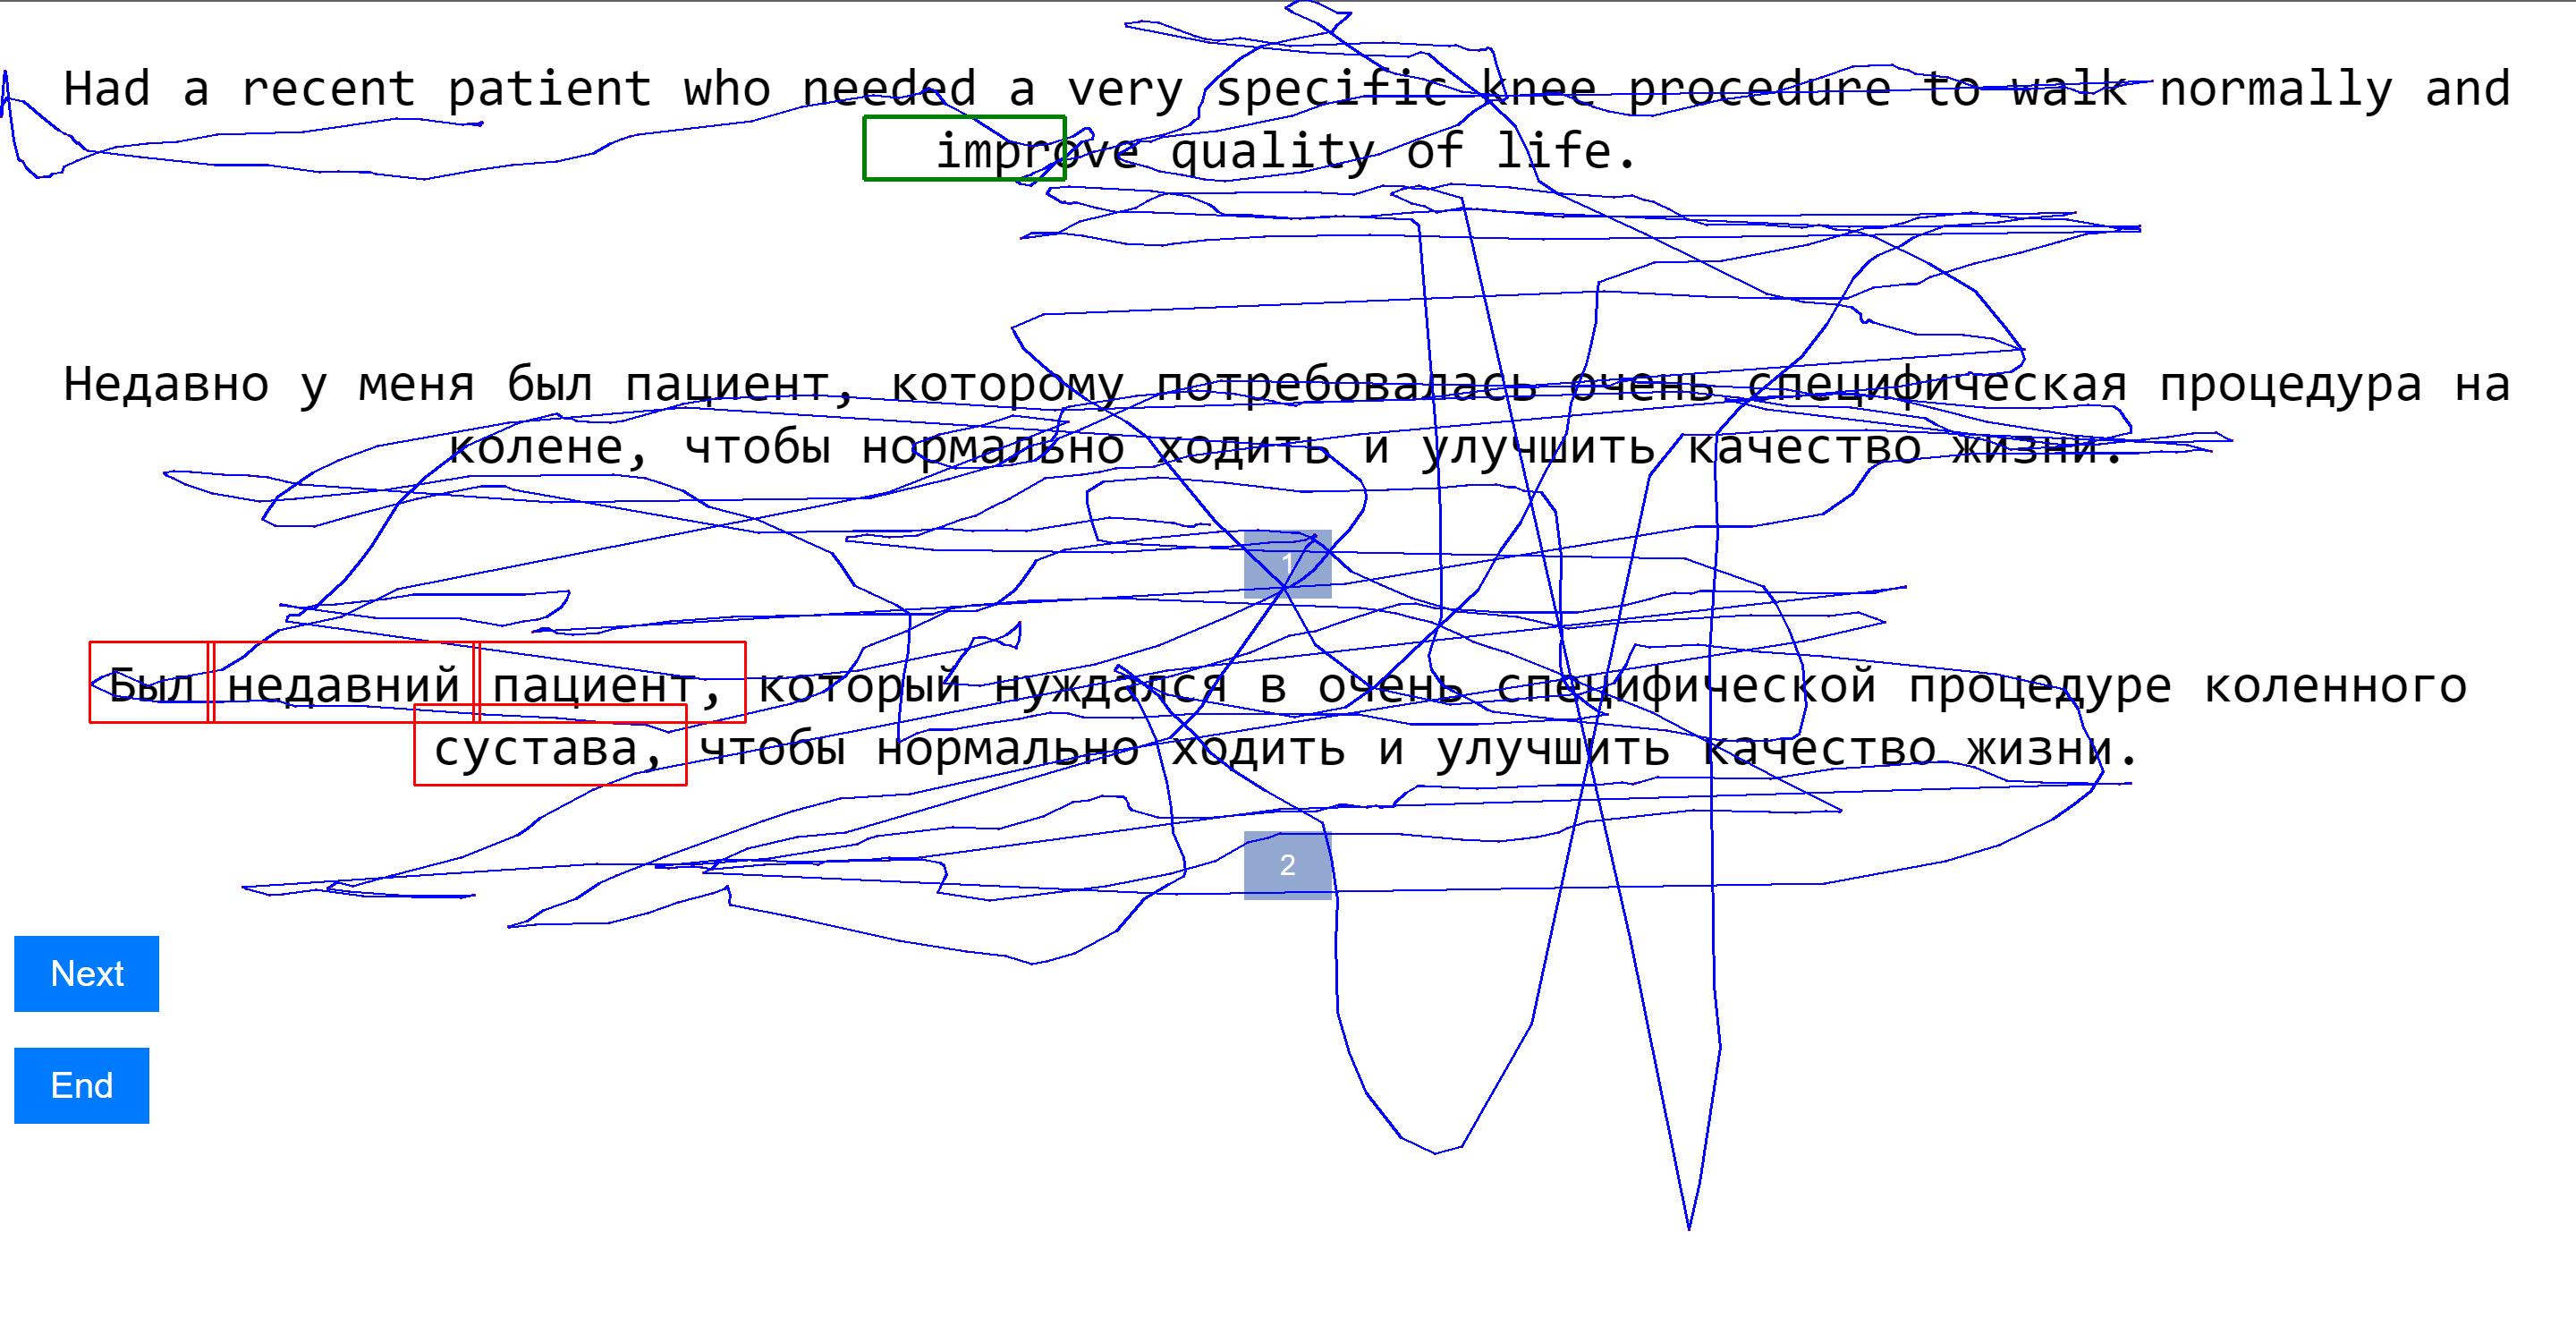 Had a recent patient who needed a very specific knee procedure to walk normally and
improve quality of life.
Недавно у меня был пациент, которому потребовалась очень специфическая процедура на
колене, чтобы нормально ходить и улучшить качество жизни.
1
Был недавний пациент, который нуждался в очень специфической процедуре коленного
сустава, чтобы нормально ходить и улучшить качество жизни.
2
Next
End